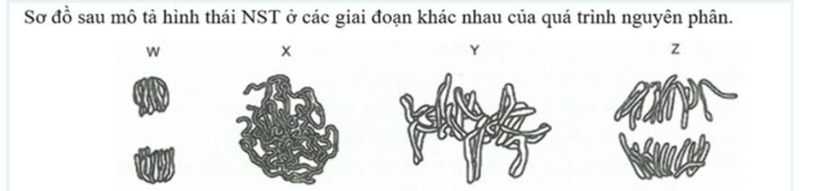 Sơ đồ sau mô tả hình thái NST ở các giai đoạn khác nhau của quá trình nguyên phân.
W X Y Z